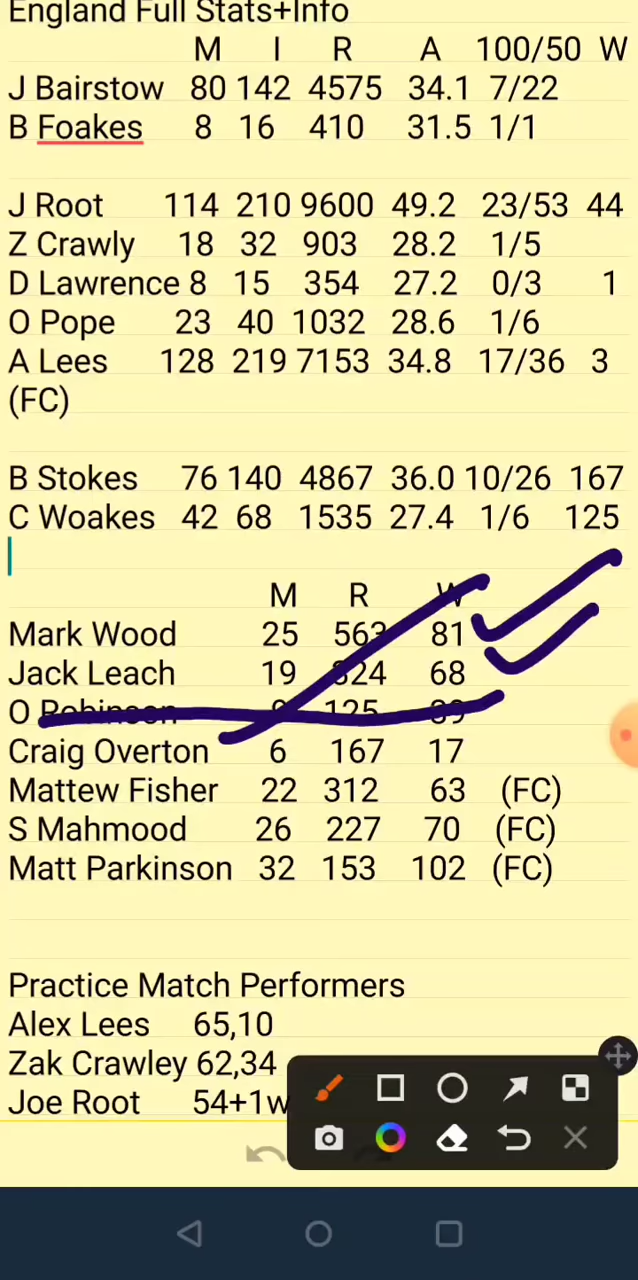 England Full Stats+Info
M I R A 100/50 W
J Bairstow 80 142 4575 34.1 7/22
B Foakes 8 16 410 31.5 1/1
J Root 114 210 9600 49.2 23/53 44
Z Crawly 18 32 903 28.2 1/5
D Lawrence 8 15 354 27.2 0/3 1
O Pope 23 40 1032 28.6 1/6
A Lees 128 219 7153 34.8 17/36 3
(FC)
B Stokes 76 140 4867 36.0 10/26 167
C Woakes 42 68 1535 27.4 1/6 125
M R W
Mark Wood 25 563 81
Jack Leach 19 324 68
O Robinson 9 125 39
Craig Overton 6 167 17
Mattew Fisher 22 312 63 (FC)
S Mahmood 26 227 70 (FC)
Matt Parkinson 32 153 102 (FC)
Practice Match Performers
Alex Lees 65,10
Zak Crawley 62,34
Joe Root 54+1w